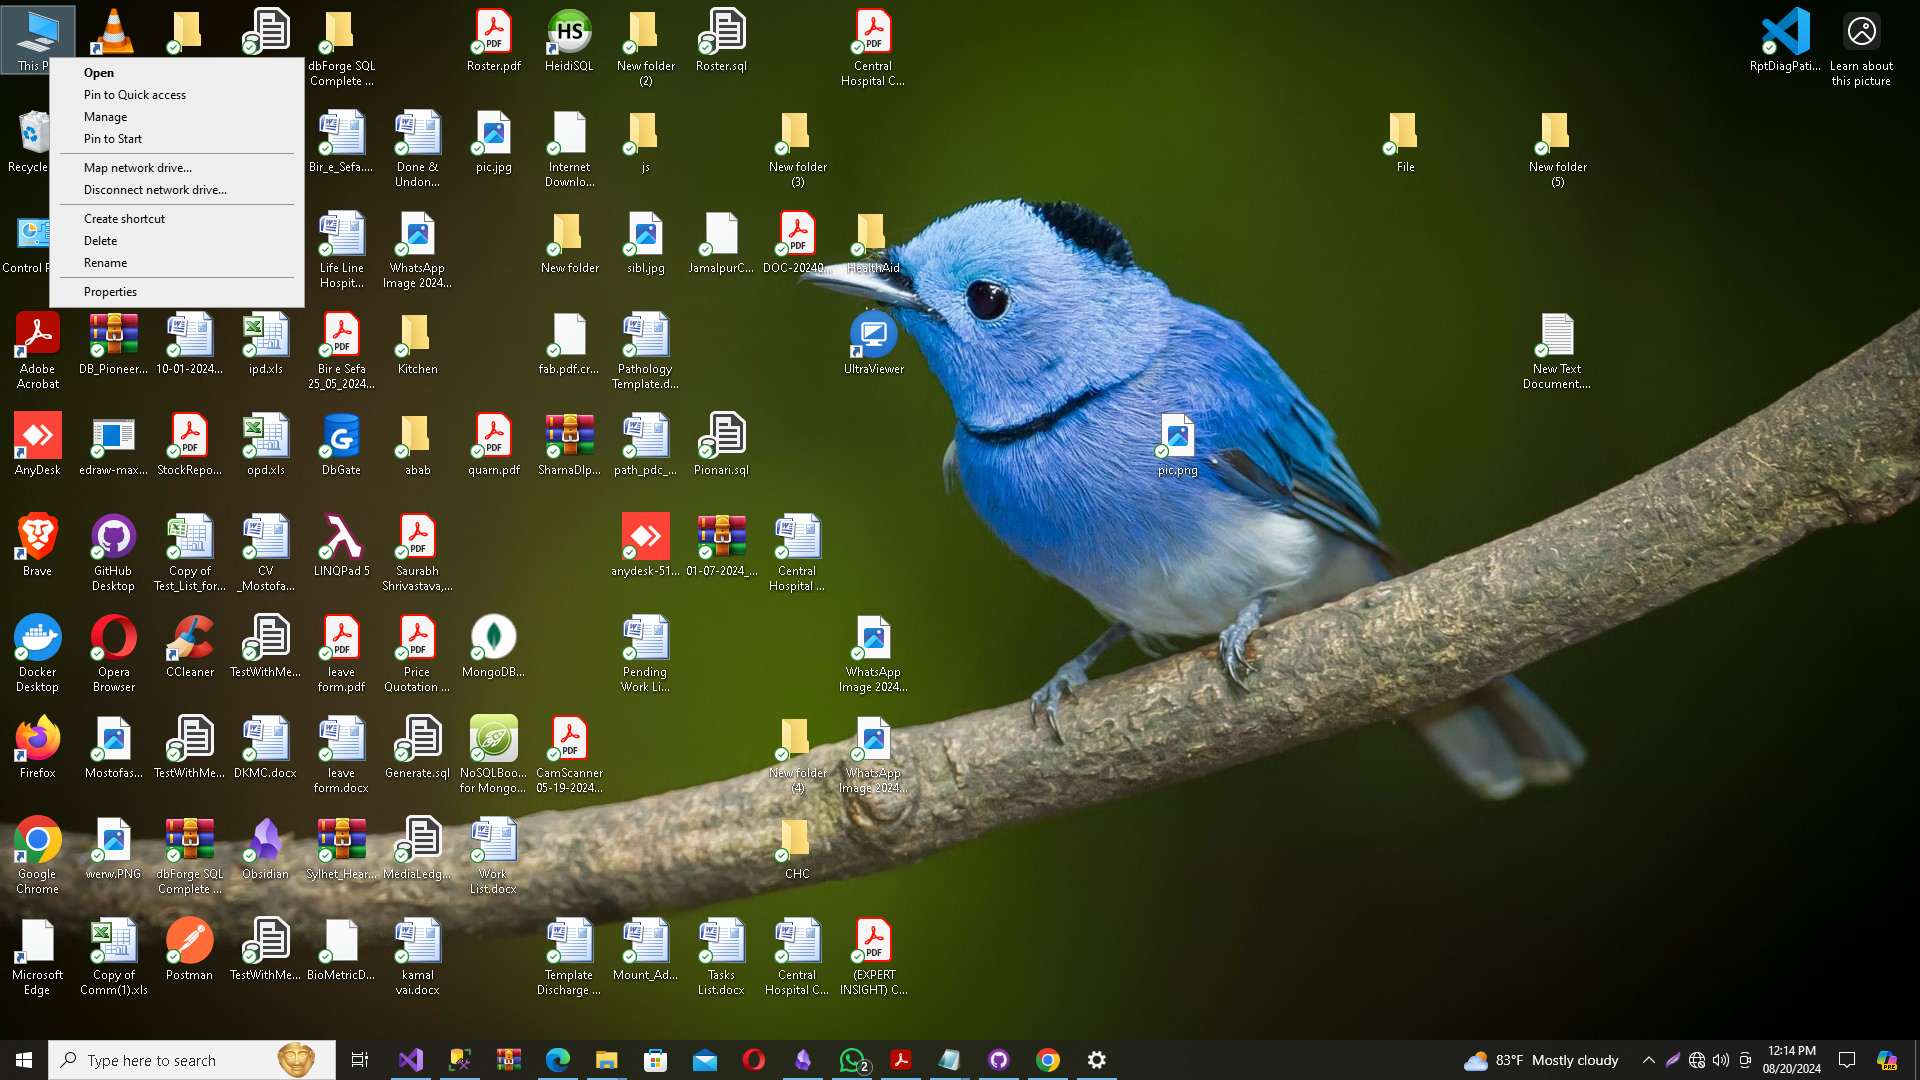 This P
Open
Pin to Quick access
Manage
Pin to Start
Map network drive...
Disconnect network drive...
Create shortcut
Delete
Rename
Properties
dbForge SQL
Complete ...
Roster.pdf
HS
HeidiSQL
New folder
(2)
Roster.sql
Central
Hospital C...
RptDiagPati...
Learn about
this picture
Recycle
Bir_e_Sefa....
Done &
Undon...
pic.jpg
Internet
Downlo...
js
New folder
(3)
File
New folder
(5)
Control P
Life Line
Hospit...
WhatsApp
Image 2024...
New folder
sibl.jpg
JamalpurC...
DOC-20240...
HealthAid
Adobe
Acrobat
DB_Pioneer...
10-01-2024...
ipd.xls
Bir e Sefa
25_05_2024...
Kitchen
fab.pdf.cr...
Pathology
Template.d...
UltraViewer
New Text
Document....
AnyDesk
edraw-max...
StockRepo...
opd.xls
DbGate
abab
quarn.pdf
SharnaDlp...
path_pdc_...
Pionari.sql
pic.png
Brave
GitHub
Desktop
Copy of
Test_List_for...
CV
_Mostofa...
LINQPad 5
Saurabh
Shrivastava,...
anydesk-51...
01-07-2024_...
Central
Hospital ...
Docker
Desktop
Opera
Browser
CCleaner
TestWithMe...
leave
form.pdf
Price
Quotation ...
MongoDB...
Pending
Work Li...
WhatsApp
Image 2024...
Firefox
Mostofas...
TestWithMe...
DKMC.docx
leave
form.docx
Generate.sql
NoSQLBoo...
for Mongo...
CamScanner
05-19-2024...
New folder
(4)
WhatsApp
Image 2024...
Google
Chrome
werw.PNG
dbForge SQL
Complete ...
Obsidian
Sylhet_Hear...
MediaLedg...
Work
List.docx
CHC
Microsoft
Edge
Copy of
Comm(1).xls
Postman
TestWithMe...
BioMetricD...
kamal
vai.docx
Template
Discharge ...
Mount_Ad...
Tasks
List.docx
Central
Hospital C...
(EXPERT
INSIGHT) C...
Type here to search
2
83°F Mostly cloudy
12:14 PM
08/20/2024
PRE